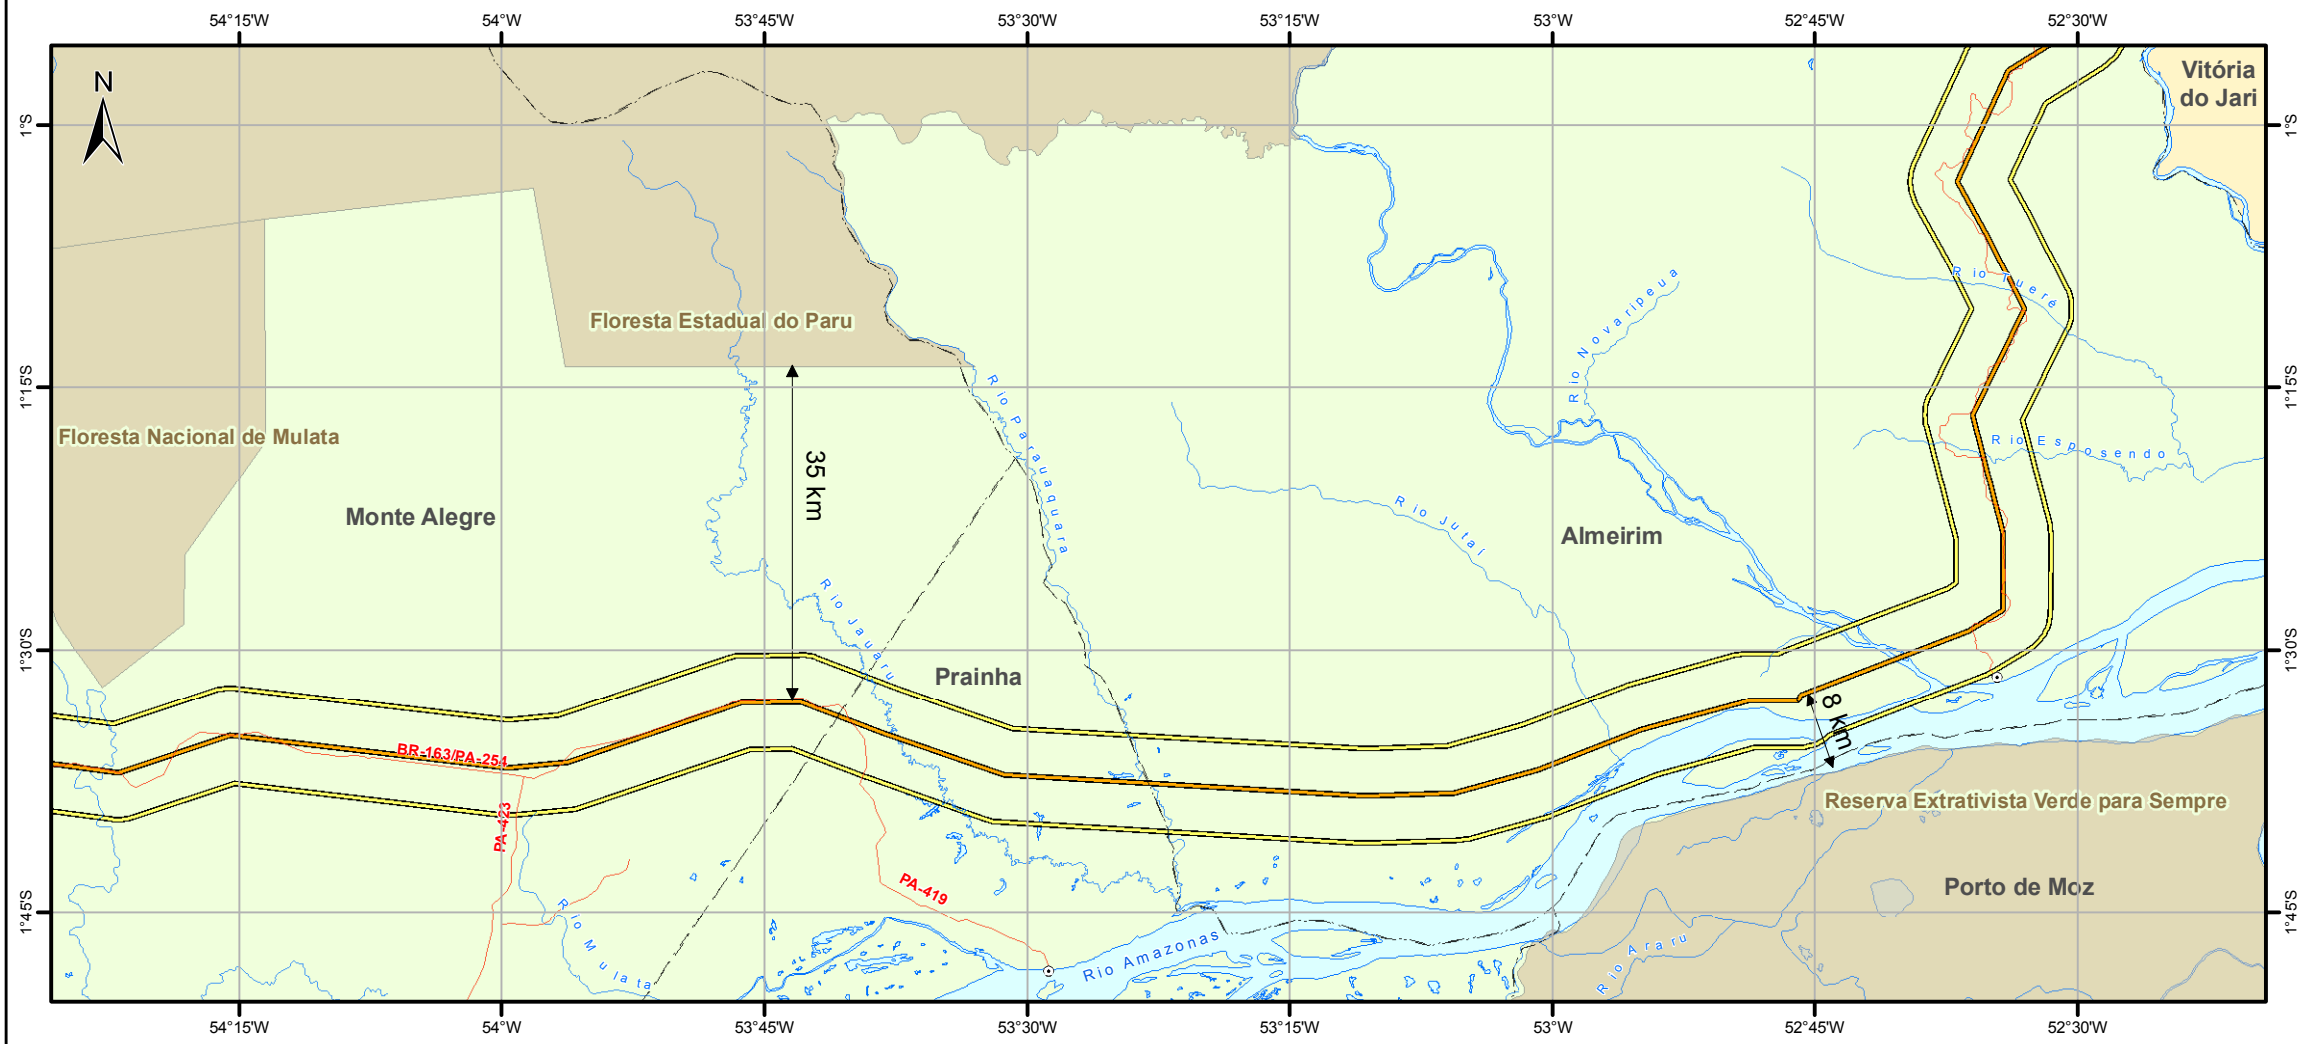 54°15'W 54°W 53°45'W 53°30'W 53°15'W 53°W 52°45'W 52°30'W
N
Vitória
do Jari
1°S 1°S
Rio Tueré
Rio Novaripeua
Floresta Estadual do Paru
1°15'S 1°15'S
Rio Parauaquara
Floresta Nacional de Mulata
Rio Esposendo
35 km
Monte Alegre
Rio Jutai
Almeirim
Rio Jauaru
1°30'S 1°30'S
Prainha
8 km
BR-163/PA-254
PA-423
Reserva Extrativista Verde para Sempre
PA-419
Porto de Moz
1°45'S 1°45'S
Rio Mulata
Rio Amazonas
Rio Araru
54°15'W 54°W 53°45'W 53°30'W 53°15'W 53°W 52°45'W 52°30'W